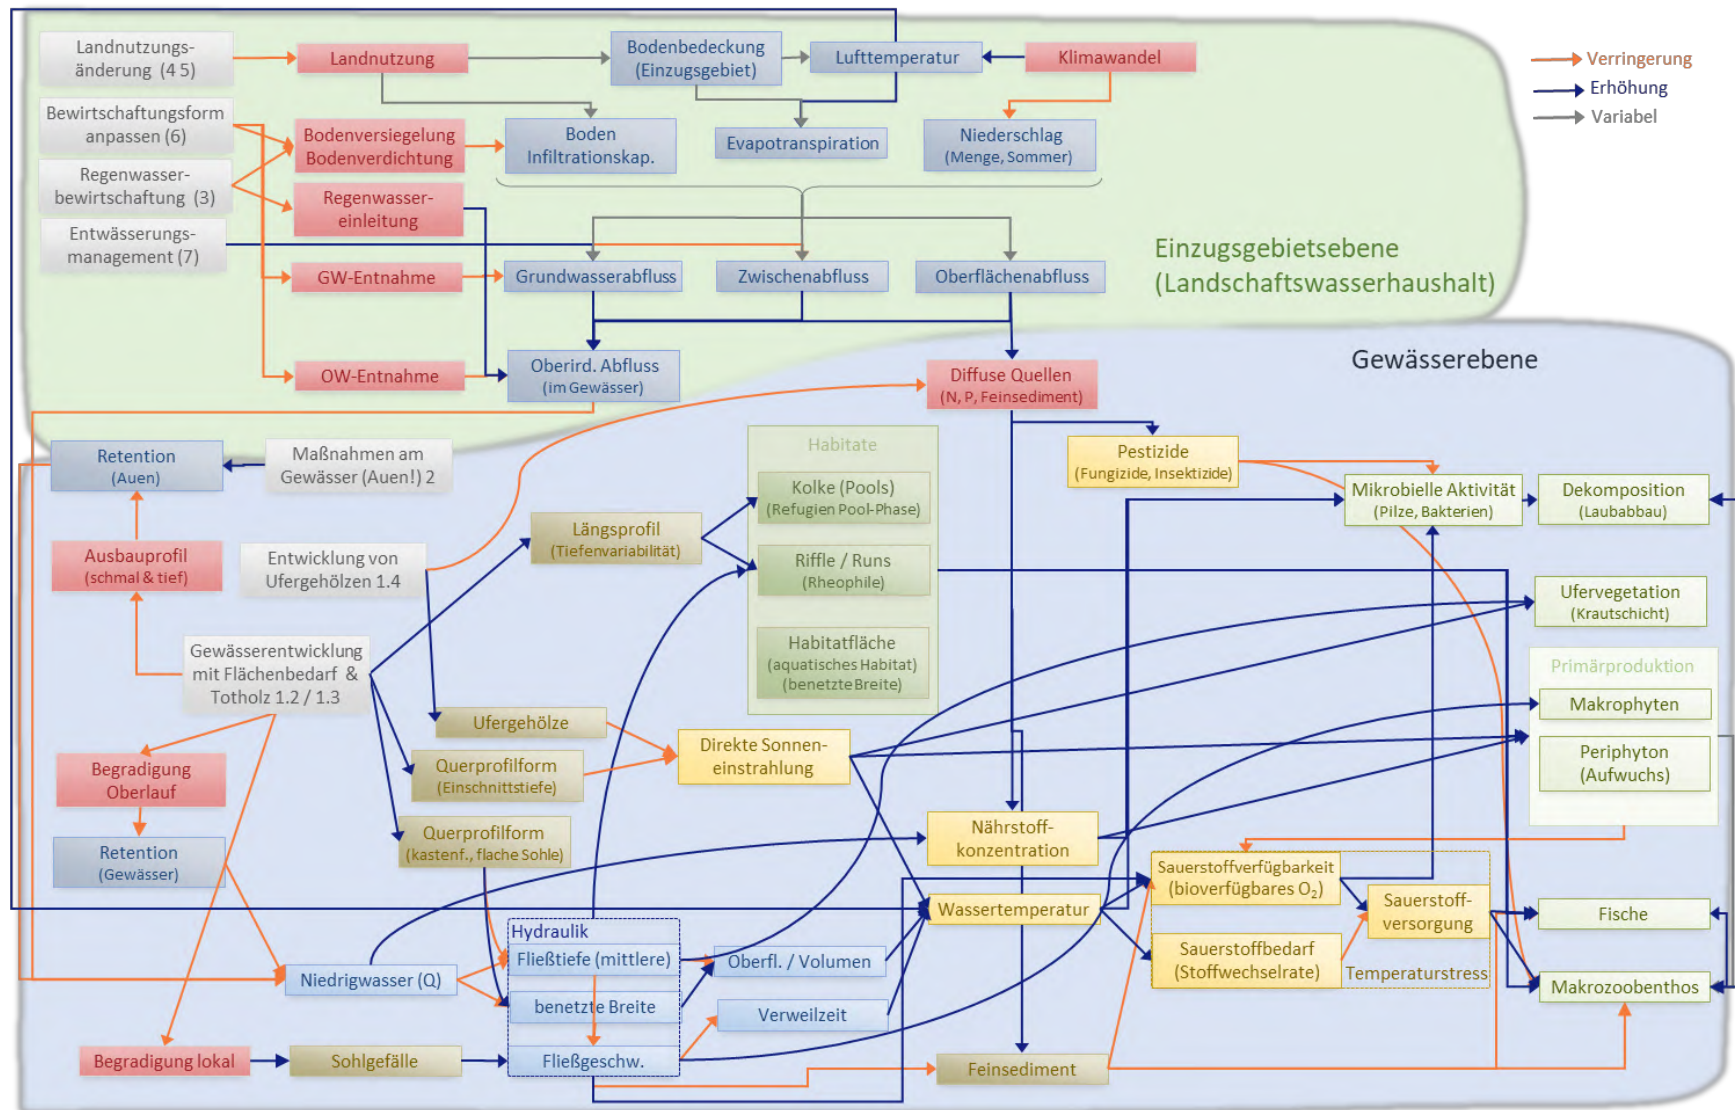 Landnutzungs-
änderung (4 5)
Landnutzung
Bodenbedeckung
(Einzugsgebiet)
Lufttemperatur
Klimawandel
Verringerung
Erhöhung
Variabel
Bewirtschaftungsform
anpassen (6)
Bodenversiegelung
Bodenverdichtung
Boden
Infiltrationskap.
Evapotranspiration
Niederschlag
(Menge, Sommer)
Regenwasser-
bewirtschaftung (3)
Regenwasser-
einleitung
Entwässerungs-
management (7)
Einzugsgebietsebene
(Landschaftswasserhaushalt)
GW-Entnahme
Grundwasserabfluss
Zwischenabfluss
Oberflächenabfluss
OW-Entnahme
Oberird. Abfluss
(im Gewässer)
Diffuse Quellen
(N, P, Feinsediment)
Gewässerebene
Retention
(Auen)
Maßnahmen am
Gewässer (Auen!) 2
Habitate
Kolke (Pools)
(Refugien Pool-Phase)
Riffle / Runs
(Rheophile)
Habitatfläche
(aquatisches Habitat)
(benetzte Breite)
Pestizide
(Fungizide, Insektizide)
Mikrobielle Aktivität
(Pilze, Bakterien)
Dekomposition
(Laubabbau)
Längsprofil
(Tiefenvariabilität)
Ausbauprofil
(schmal & tief)
Entwicklung von
Ufergehölzen 1.4
Ufervegetation
(Krautschicht)
Gewässerentwicklung
mit Flächenbedarf &
Totholz 1.2 / 1.3
Primärproduktion
Makrophyten
Periphyton
(Aufwuchs)
Ufergehölze
Direkte Sonnen-
einstrahlung
Begradigung
Oberlauf
Querprofilform
(Einschnittstiefe)
Querprofilform
(kastenf., flache Sohle)
Retention
(Gewässer)
Nährstoff-
konzentration
Sauerstoffverfügbarkeit
(bioverfügbares O₂)
Sauerstoff-
versorgung
Wassertemperatur
Fische
Hydraulik
Fließtiefe (mittlere)
Oberfl. / Volumen
Sauerstoffbedarf
(Stoffwechselrate)
Temperaturstress
Niedrigwasser (Q)
benetzte Breite
Verweilzeit
Makrozoobenthos
Begradigung lokal
Sohlgefälle
Fließgeschw.
Feinsediment